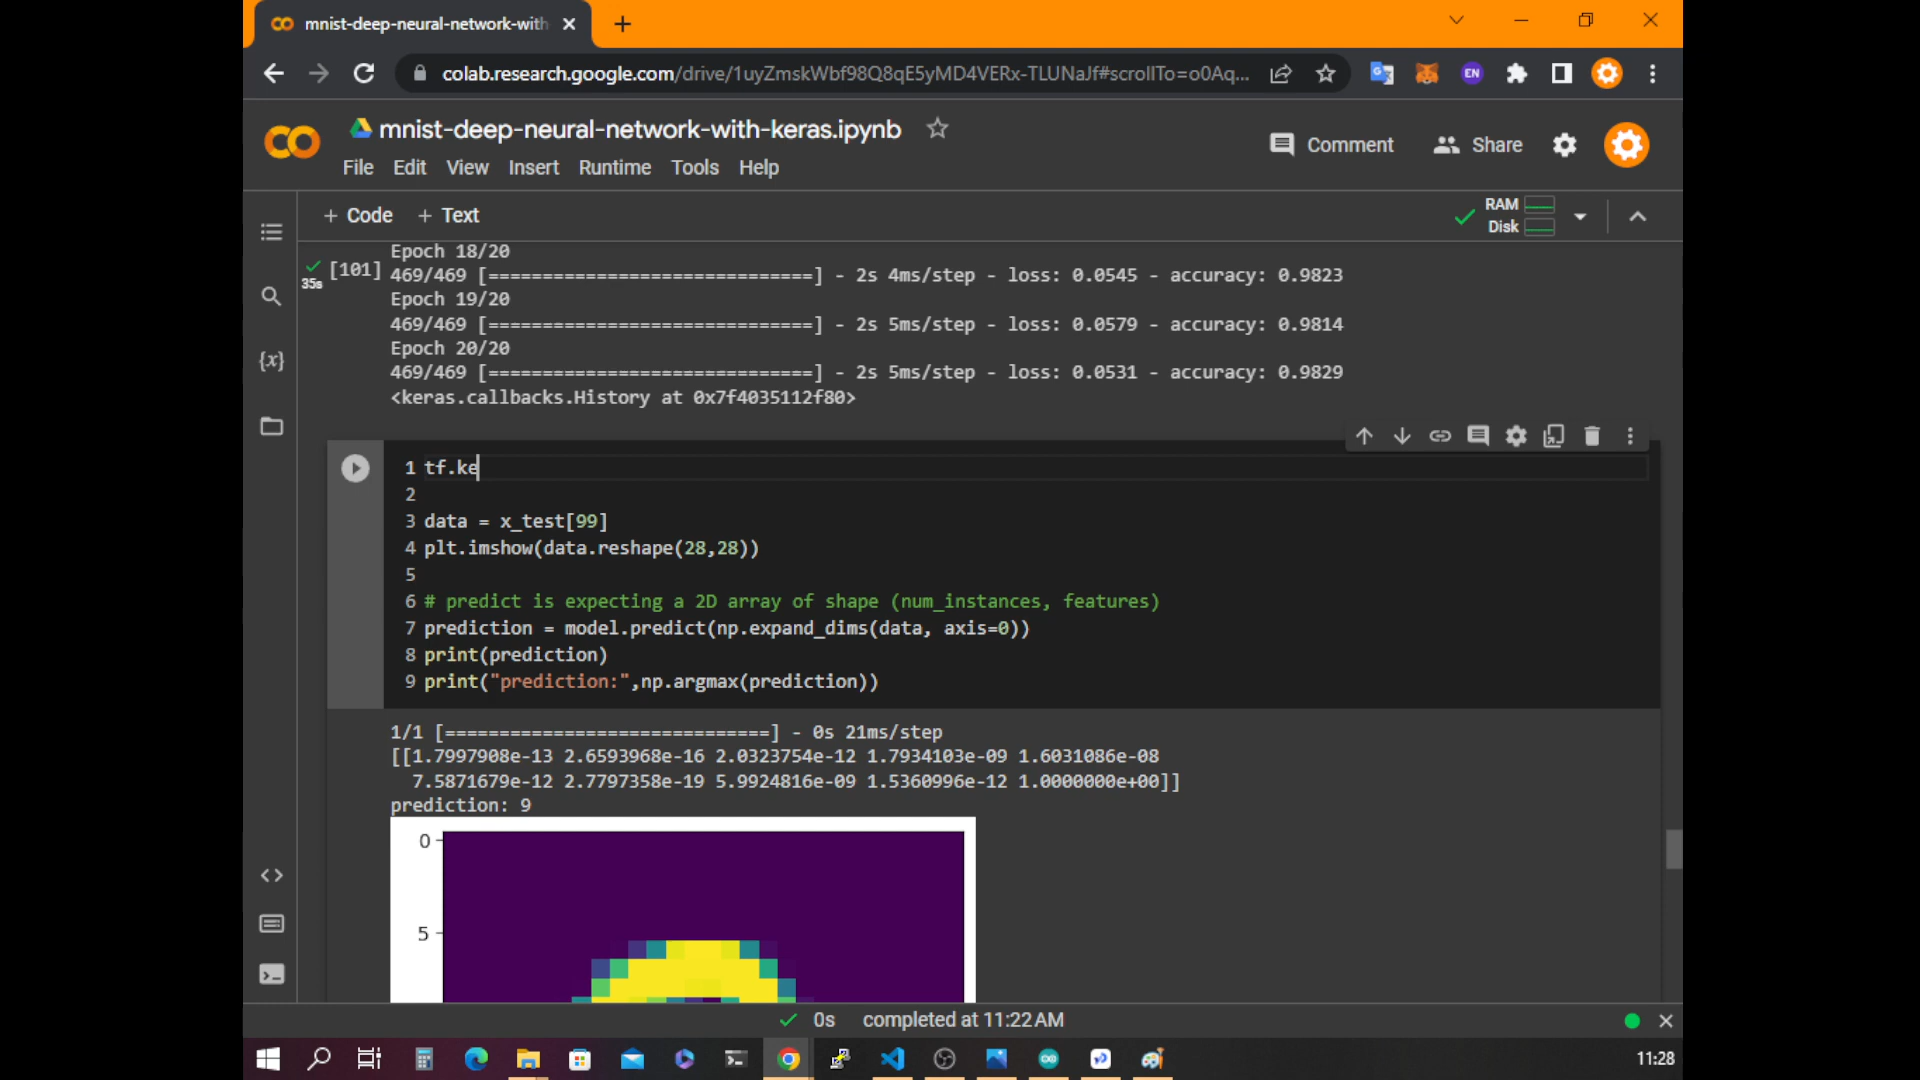 mnist-deep-neural-network-with
colab.research.google.com/drive/1uyZmskWbf98Q8qE5yMD4VERx-TLUNaJf#scrollTo=o0Aq...
EN
mnist-deep-neural-network-with-keras.ipynb
Comment
Share
File Edit View Insert Runtime Tools Help
+ Code + Text
RAM
Disk
Epoch 18/20
[101]
35s
469/469 [==============================] - 2s 4ms/step - loss: 0.0545 - accuracy: 0.9823
Epoch 19/20
469/469 [==============================] - 2s 5ms/step - loss: 0.0579 - accuracy: 0.9814
Epoch 20/20
469/469 [==============================] - 2s 5ms/step - loss: 0.0531 - accuracy: 0.9829
<keras.callbacks.History at 0x7f4035112f80>
1 tf.ke
2
3 data = x_test[99]
4 plt.imshow(data.reshape(28,28))
5
6 # predict is expecting a 2D array of shape (num_instances, features)
7 prediction = model.predict(np.expand_dims(data, axis=0))
8 print(prediction)
9 print("prediction:",np.argmax(prediction))
1/1 [==============================] - 0s 21ms/step
[[1.7997908e-13 2.6593968e-16 2.0323754e-12 1.7934103e-09 1.6031086e-08
7.5871679e-12 2.7797358e-19 5.9924816e-09 1.5360996e-12 1.0000000e+00]]
prediction: 9
0
5
0s completed at 11:22 AM
11:28